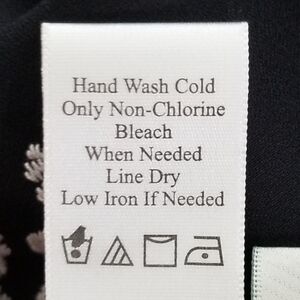 Hand Wash Cold
Only Non-Chlorine
Bleach
When Needed
Line Dry
Low Iron If Needed